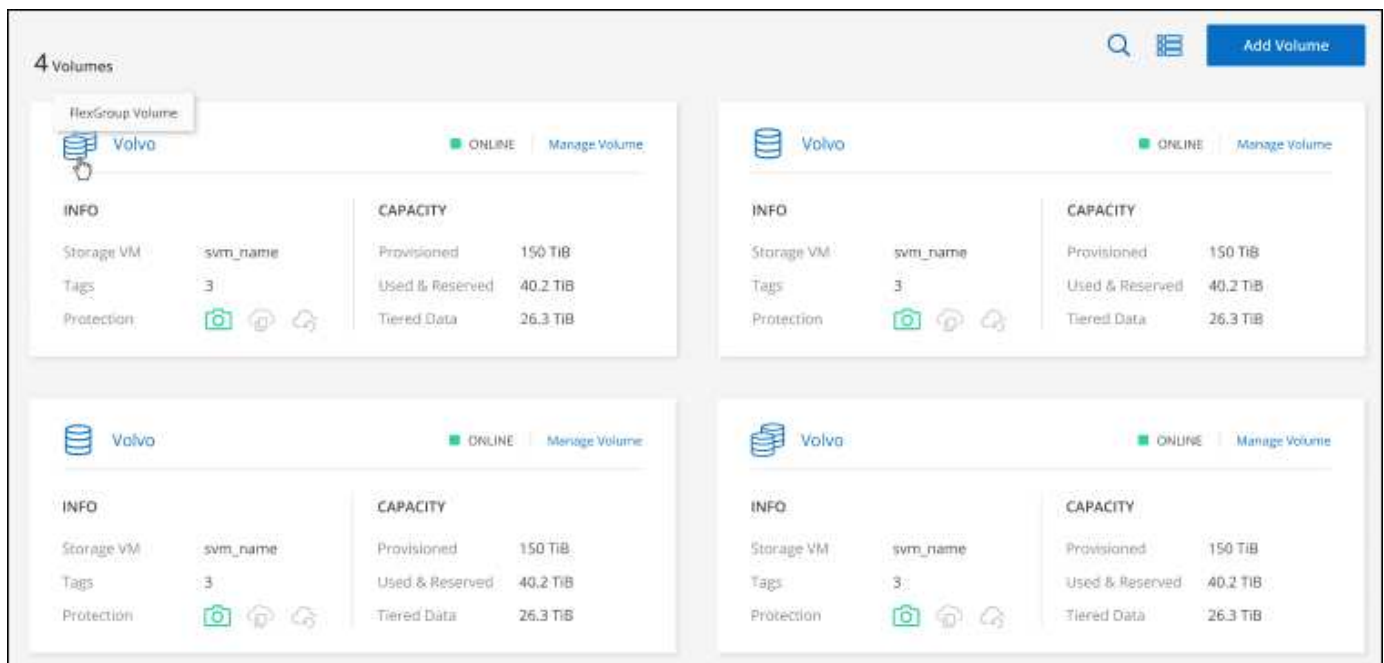 4 Volumes
Add Volume
FlexGroup Volume
Volvo
ONLINE
Manage Volume
INFO
CAPACITY
Storage VM svm_name
Provisioned 150 TiB
Tags 3
Used & Reserved 40.2 TiB
Protection
Tiered Data 26.3 TiB
Volvo
ONLINE
Manage Volume
INFO
CAPACITY
Storage VM svm_name
Provisioned 150 TiB
Tags 3
Used & Reserved 40.2 TiB
Protection
Tiered Data 26.3 TiB
Volvo
ONLINE
Manage Volume
INFO
CAPACITY
Storage VM svm_name
Provisioned 150 TiB
Tags 3
Used & Reserved 40.2 TiB
Protection
Tiered Data 26.3 TiB
Volvo
ONLINE
Manage Volume
INFO
CAPACITY
Storage VM svm_name
Provisioned 150 TiB
Tags 3
Used & Reserved 40.2 TiB
Protection
Tiered Data 26.3 TiB